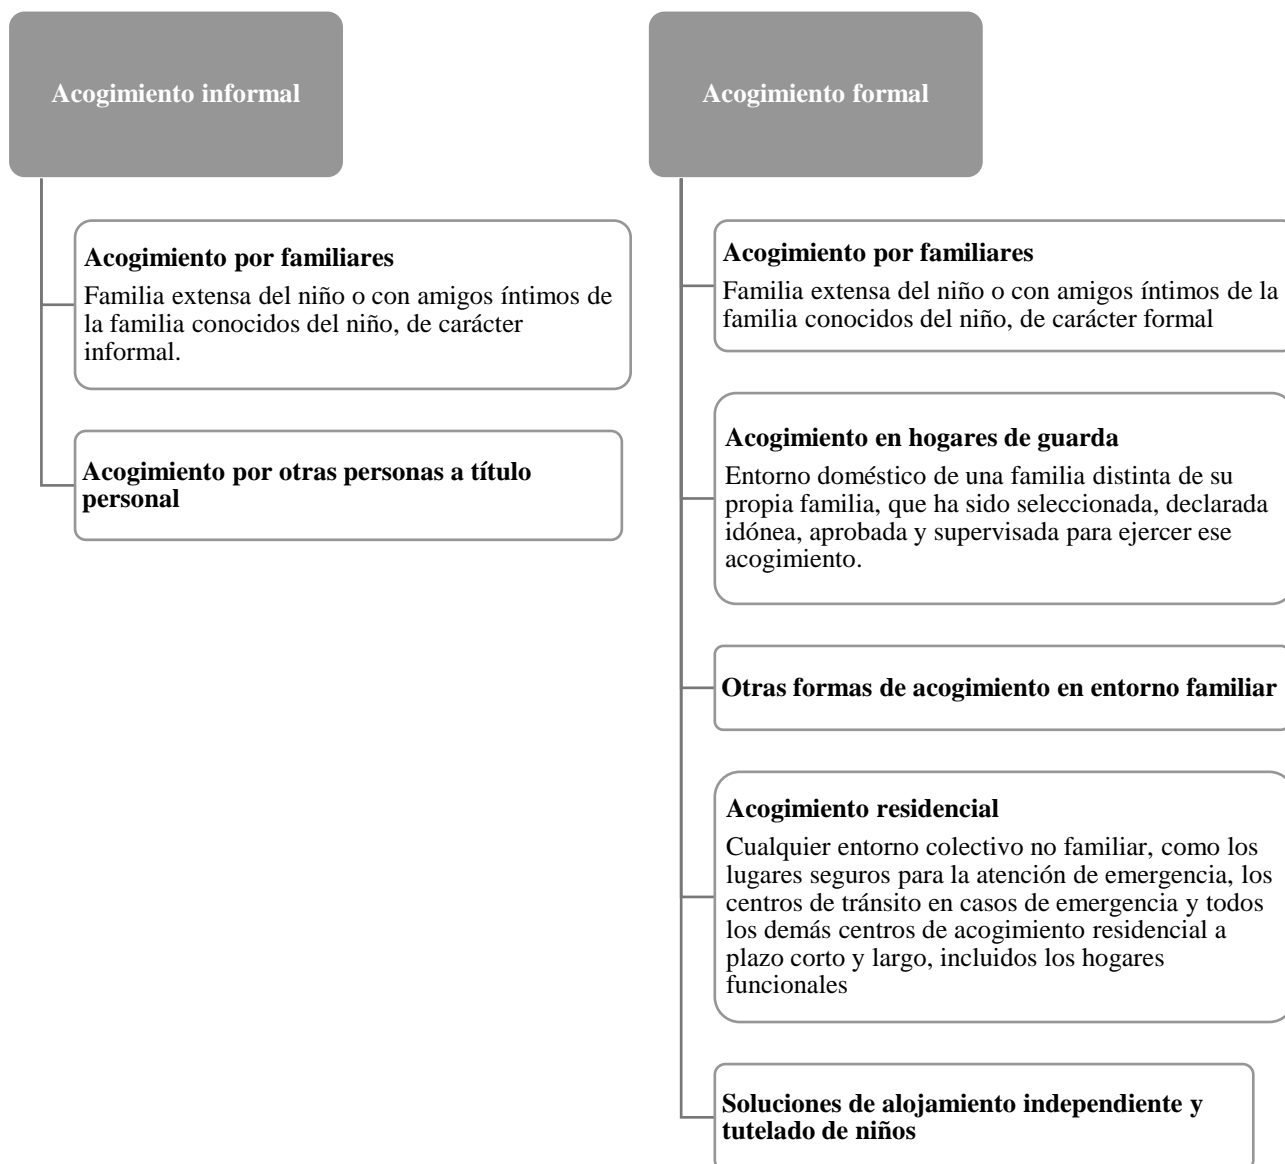 Acogimiento informal
Acogimiento por familiares
Familia extensa del niño o con amigos íntimos de
la familia conocidos del niño, de carácter
informal.
Acogimiento por otras personas a título
personal
Acogimiento formal
Acogimiento por familiares
Familia extensa del niño o con amigos íntimos de la
familia conocidos del niño, de carácter formal
Acogimiento en hogares de guarda
Entorno doméstico de una familia distinta de su
propia familia, que ha sido seleccionada, declarada
idónea, aprobada y supervisada para ejercer ese
acogimiento.
Otras formas de acogimiento en entorno familiar
Acogimiento residencial
Cualquier entorno colectivo no familiar, como los
lugares seguros para la atención de emergencia, los
centros de tránsito en casos de emergencia y todos
los demás centros de acogimiento residencial a
plazo corto y largo, incluidos los hogares
funcionales
Soluciones de alojamiento independiente y
tutelado de niños